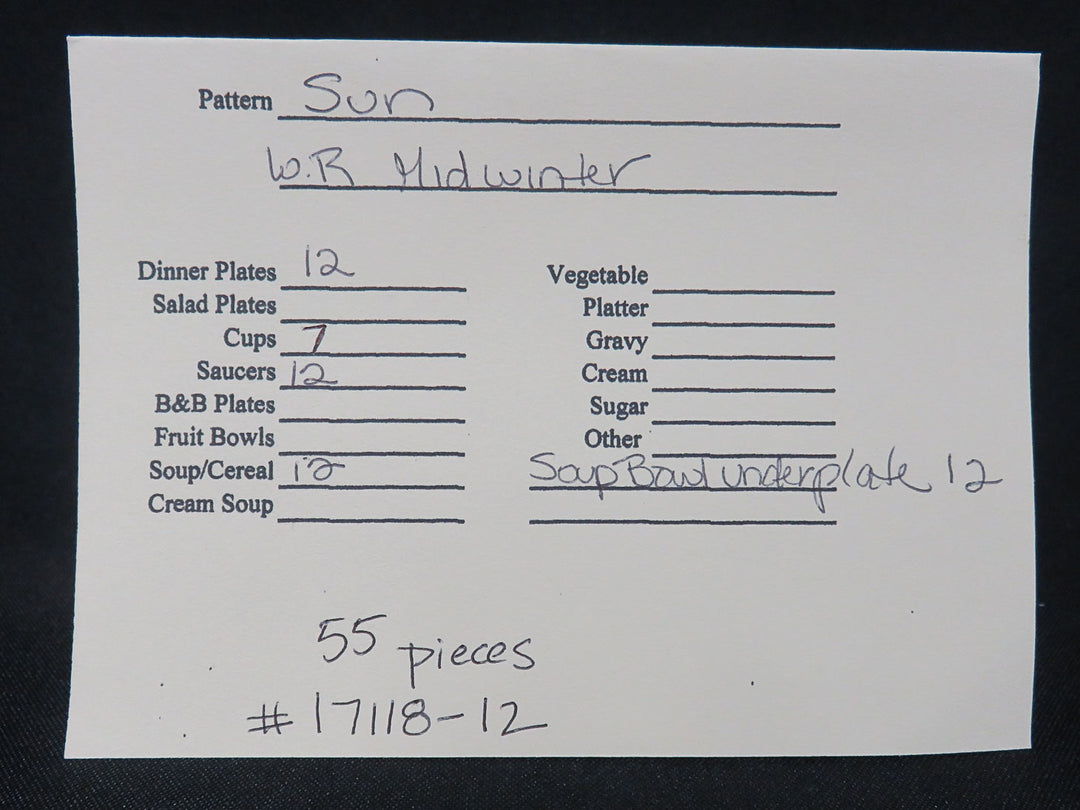 Pattern Sun
W.R Midwinter
Dinner Plates 12
Salad Plates
Cups 7
Saucers 12
B&B Plates
Fruit Bowls
Soup/Cereal 12
Cream Soup
Vegetable
Platter
Gravy
Cream
Sugar
Other
Soup Bowl underplate 12
55 pieces
#17118-12